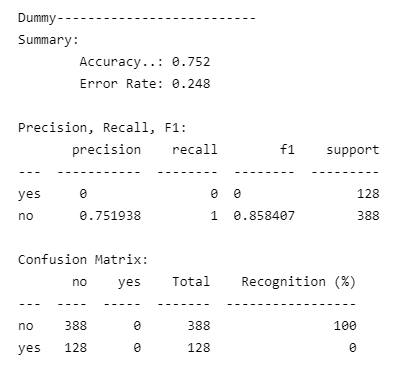 Dummy-------------------------
Summary:
        Accuracy..: 0.752
        Error Rate: 0.248
Precision, Recall, F1:
       precision    recall        f1    support
---  -----------  --------  --------  ---------
yes     0                0  0               128
no      0.751938         1  0.858407        388
Confusion Matrix:
       no    yes    Total    Recognition (%)
---  ----  -----  -------  -----------------
no    388      0      388                100
yes   128      0      128                  0